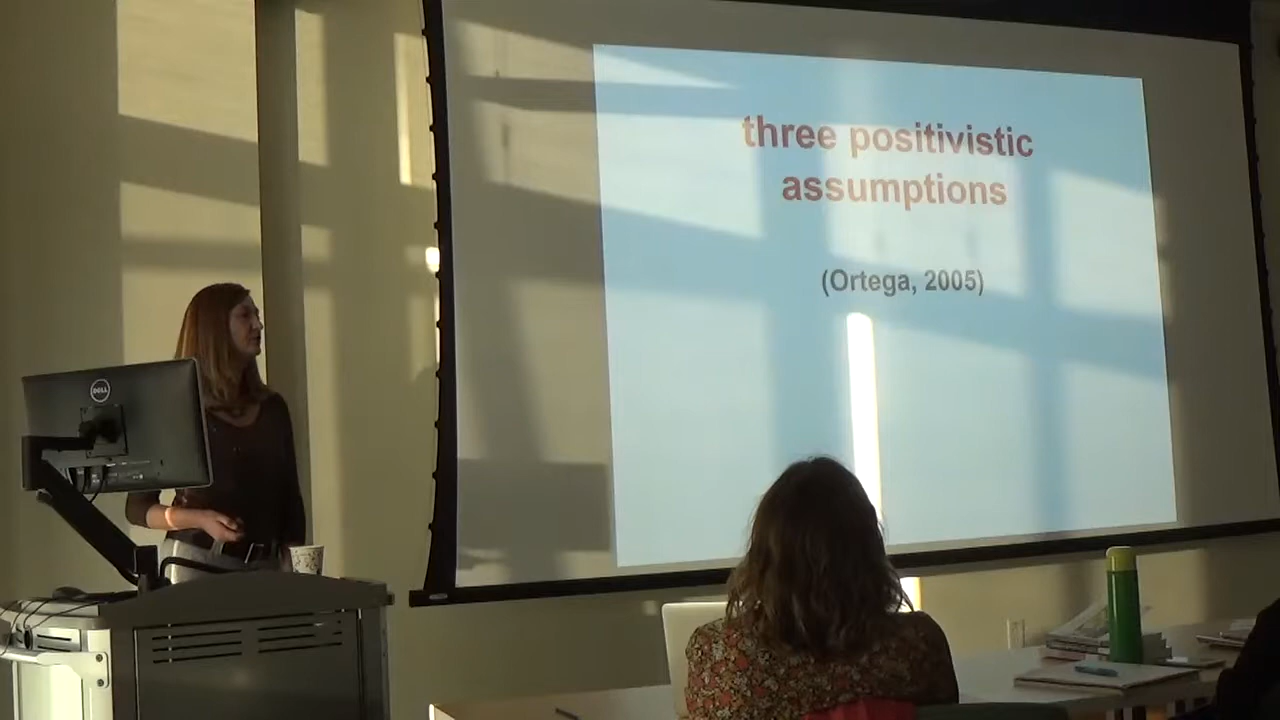 three positivistic
assumptions
(Ortega, 2005)
DELL